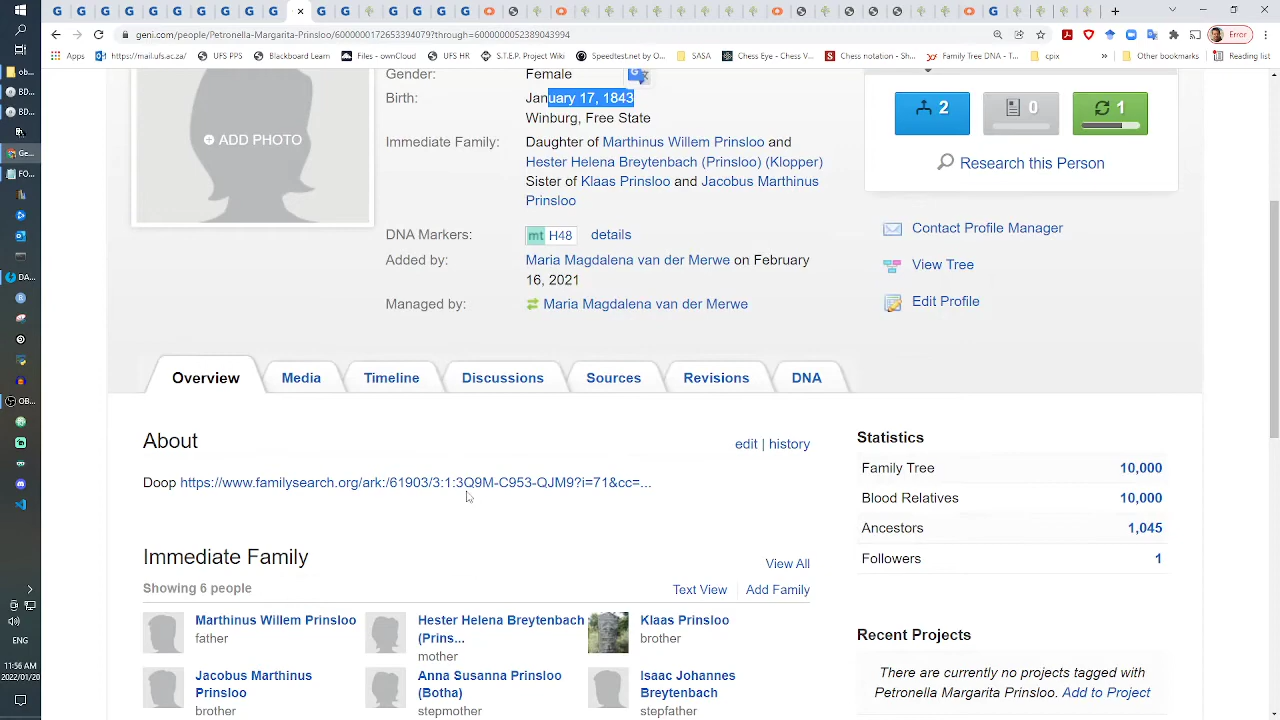 geni.com/people/Petronella-Margarita-Prinsloo/6000000172653394079?through=6000000052389043994
Error
Apps
https://mail.ufs.ac.za/
UFS PPS
Blackboard UFS
Family
Files - ownCloud
S.T.E.P. Project Wiki
Speedtest.net by O...
SASA
Chess Eye - Chess V...
Chess notation - Sh...
Family Tree DNA - T...
cpix
Other HR
Other bookmarks
Reading list
Gender:
Female
Birth:
January 17, 1843
Winburg, Free State
Immediate Family:
Daughter of Marthinus Willem Prinsloo and
Hester Helena Breytenbach (Prinsloo) (Klopper)
Sister of Klaas Prinsloo and Jacobus Marthinus
Prinsloo
DNA Markers:
mt H48 details
Added by:
Maria Magdalena van der Merwe on February
16, 2021
Managed by:
Maria Magdalena van der Merwe
ADD PHOTO
2
0
1
Research this Person
Contact Profile Manager
View Tree
Edit Profile
Overview
Media
Timeline
Discussions
Sources
Revisions
DNA
About
edit | history
Doop https://www.familysearch.org/ark:/61903/3:1:3Q9M-C953-QJM9?i=71&cc=...
Immediate Family
View All
Showing 6 people
Text View
Add Family
Marthinus Willem Prinsloo
father
Hester Helena Breytenbach
(Prins...
mother
Klaas Prinsloo
brother
Jacobus Marthinus
Prinsloo
brother
Anna Susanna Prinsloo
(Botha)
stepmother
Isaac Johannes
Breytenbach
stepfather
Statistics
Family Tree
10,000
Blood Relatives
10,000
Ancestors
1,045
Followers
1
Recent Projects
There are currently no projects tagged with
Petronella Margarita Prinsloo. Add to Project
ENG
11:56 AM